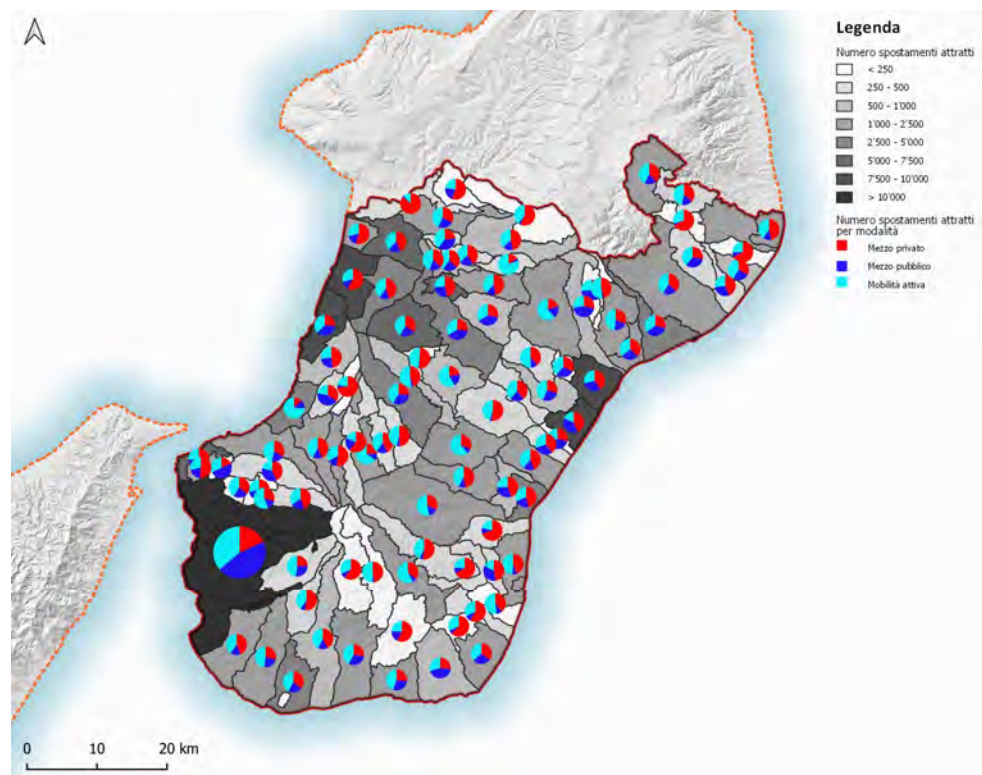 Legenda
Numero spostamenti attratti
< 250
250 - 500
500 - 1'000
1'000 - 2'500
2'500 - 5'000
5'000 - 7'500
7'500 - 10'000
> 10'000
Numero spostamenti attratti
per modalità
Mezzo privato
Mezzo pubblico
Mobilità attiva
0 10 20 km